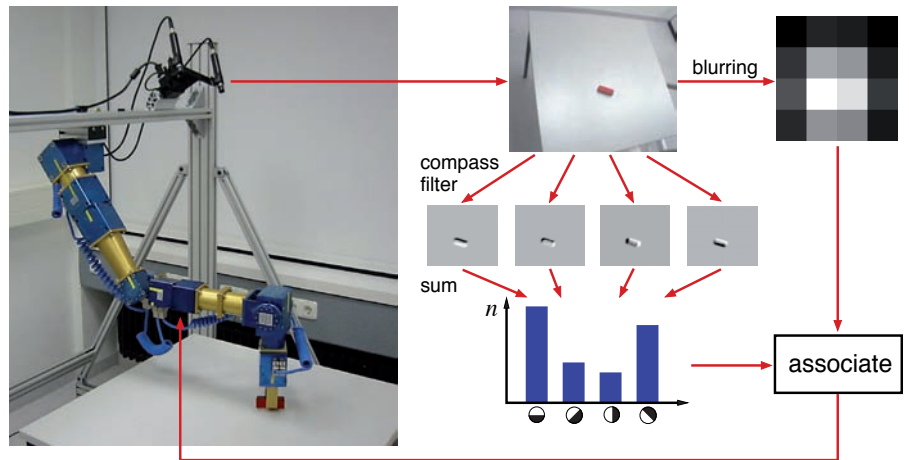 blurring
compass
filter
sum
n
associate